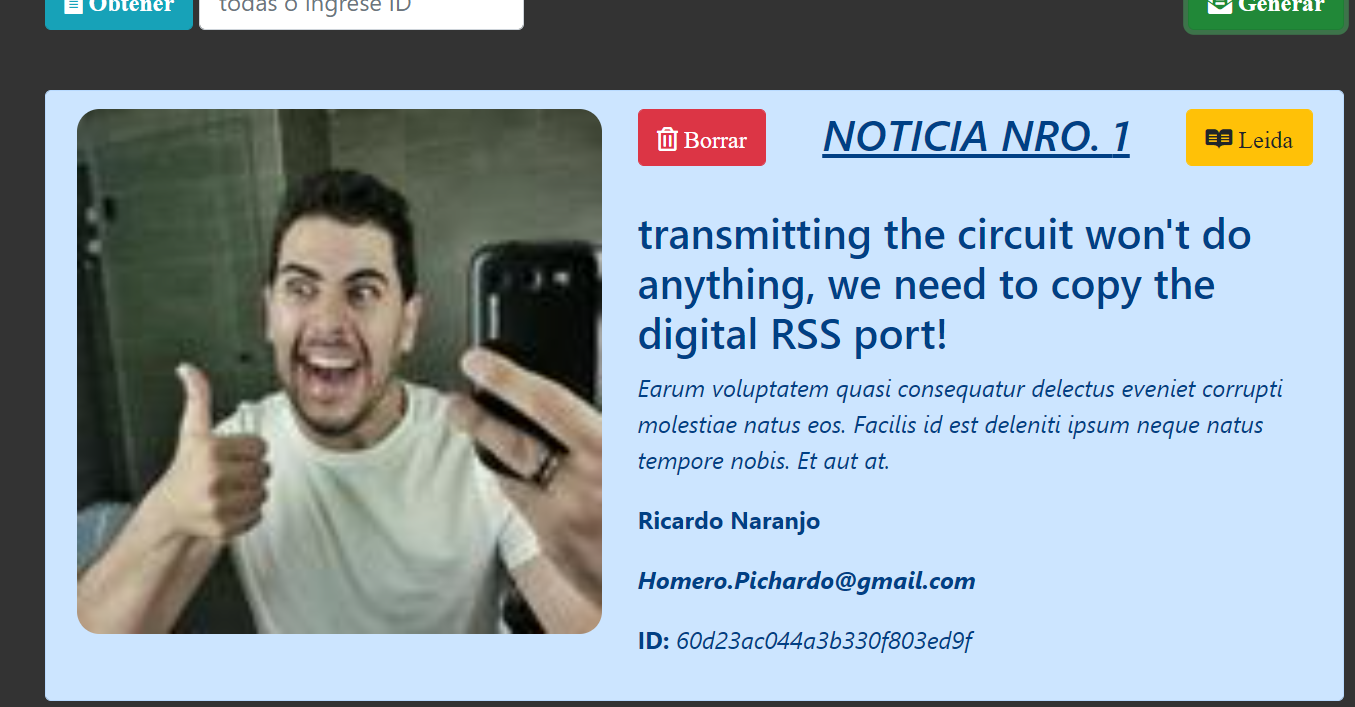 Obtener todas o ingrese ID Generar
Borrar NOTICIA NRO. 1 Leida
transmitting the circuit won't do
anything, we need to copy the
digital RSS port!
Earum voluptatem quasi consequatur delectus eveniet corrupti
molestiae natus eos. Facilis id est deleniti ipsum neque natus
tempore nobis. Et aut at.
Ricardo Naranjo
Homero.Pichardo@gmail.com
ID: 60d23ac044a3b330f803ed9f